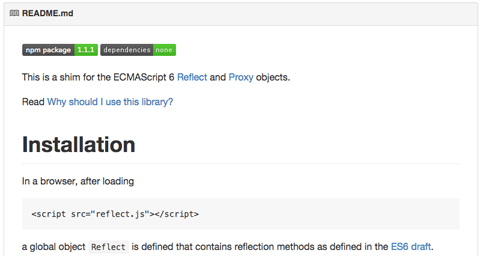 README.md
npm package 1.1.1 dependencies none
This is a shim for the ECMAScript 6 Reflect and Proxy objects.
Read Why should I use this library?
Installation
In a browser, after loading
<script src="reflect.js"></script>
a global object Reflect is defined that contains reflection methods as defined in the ES6 draft.